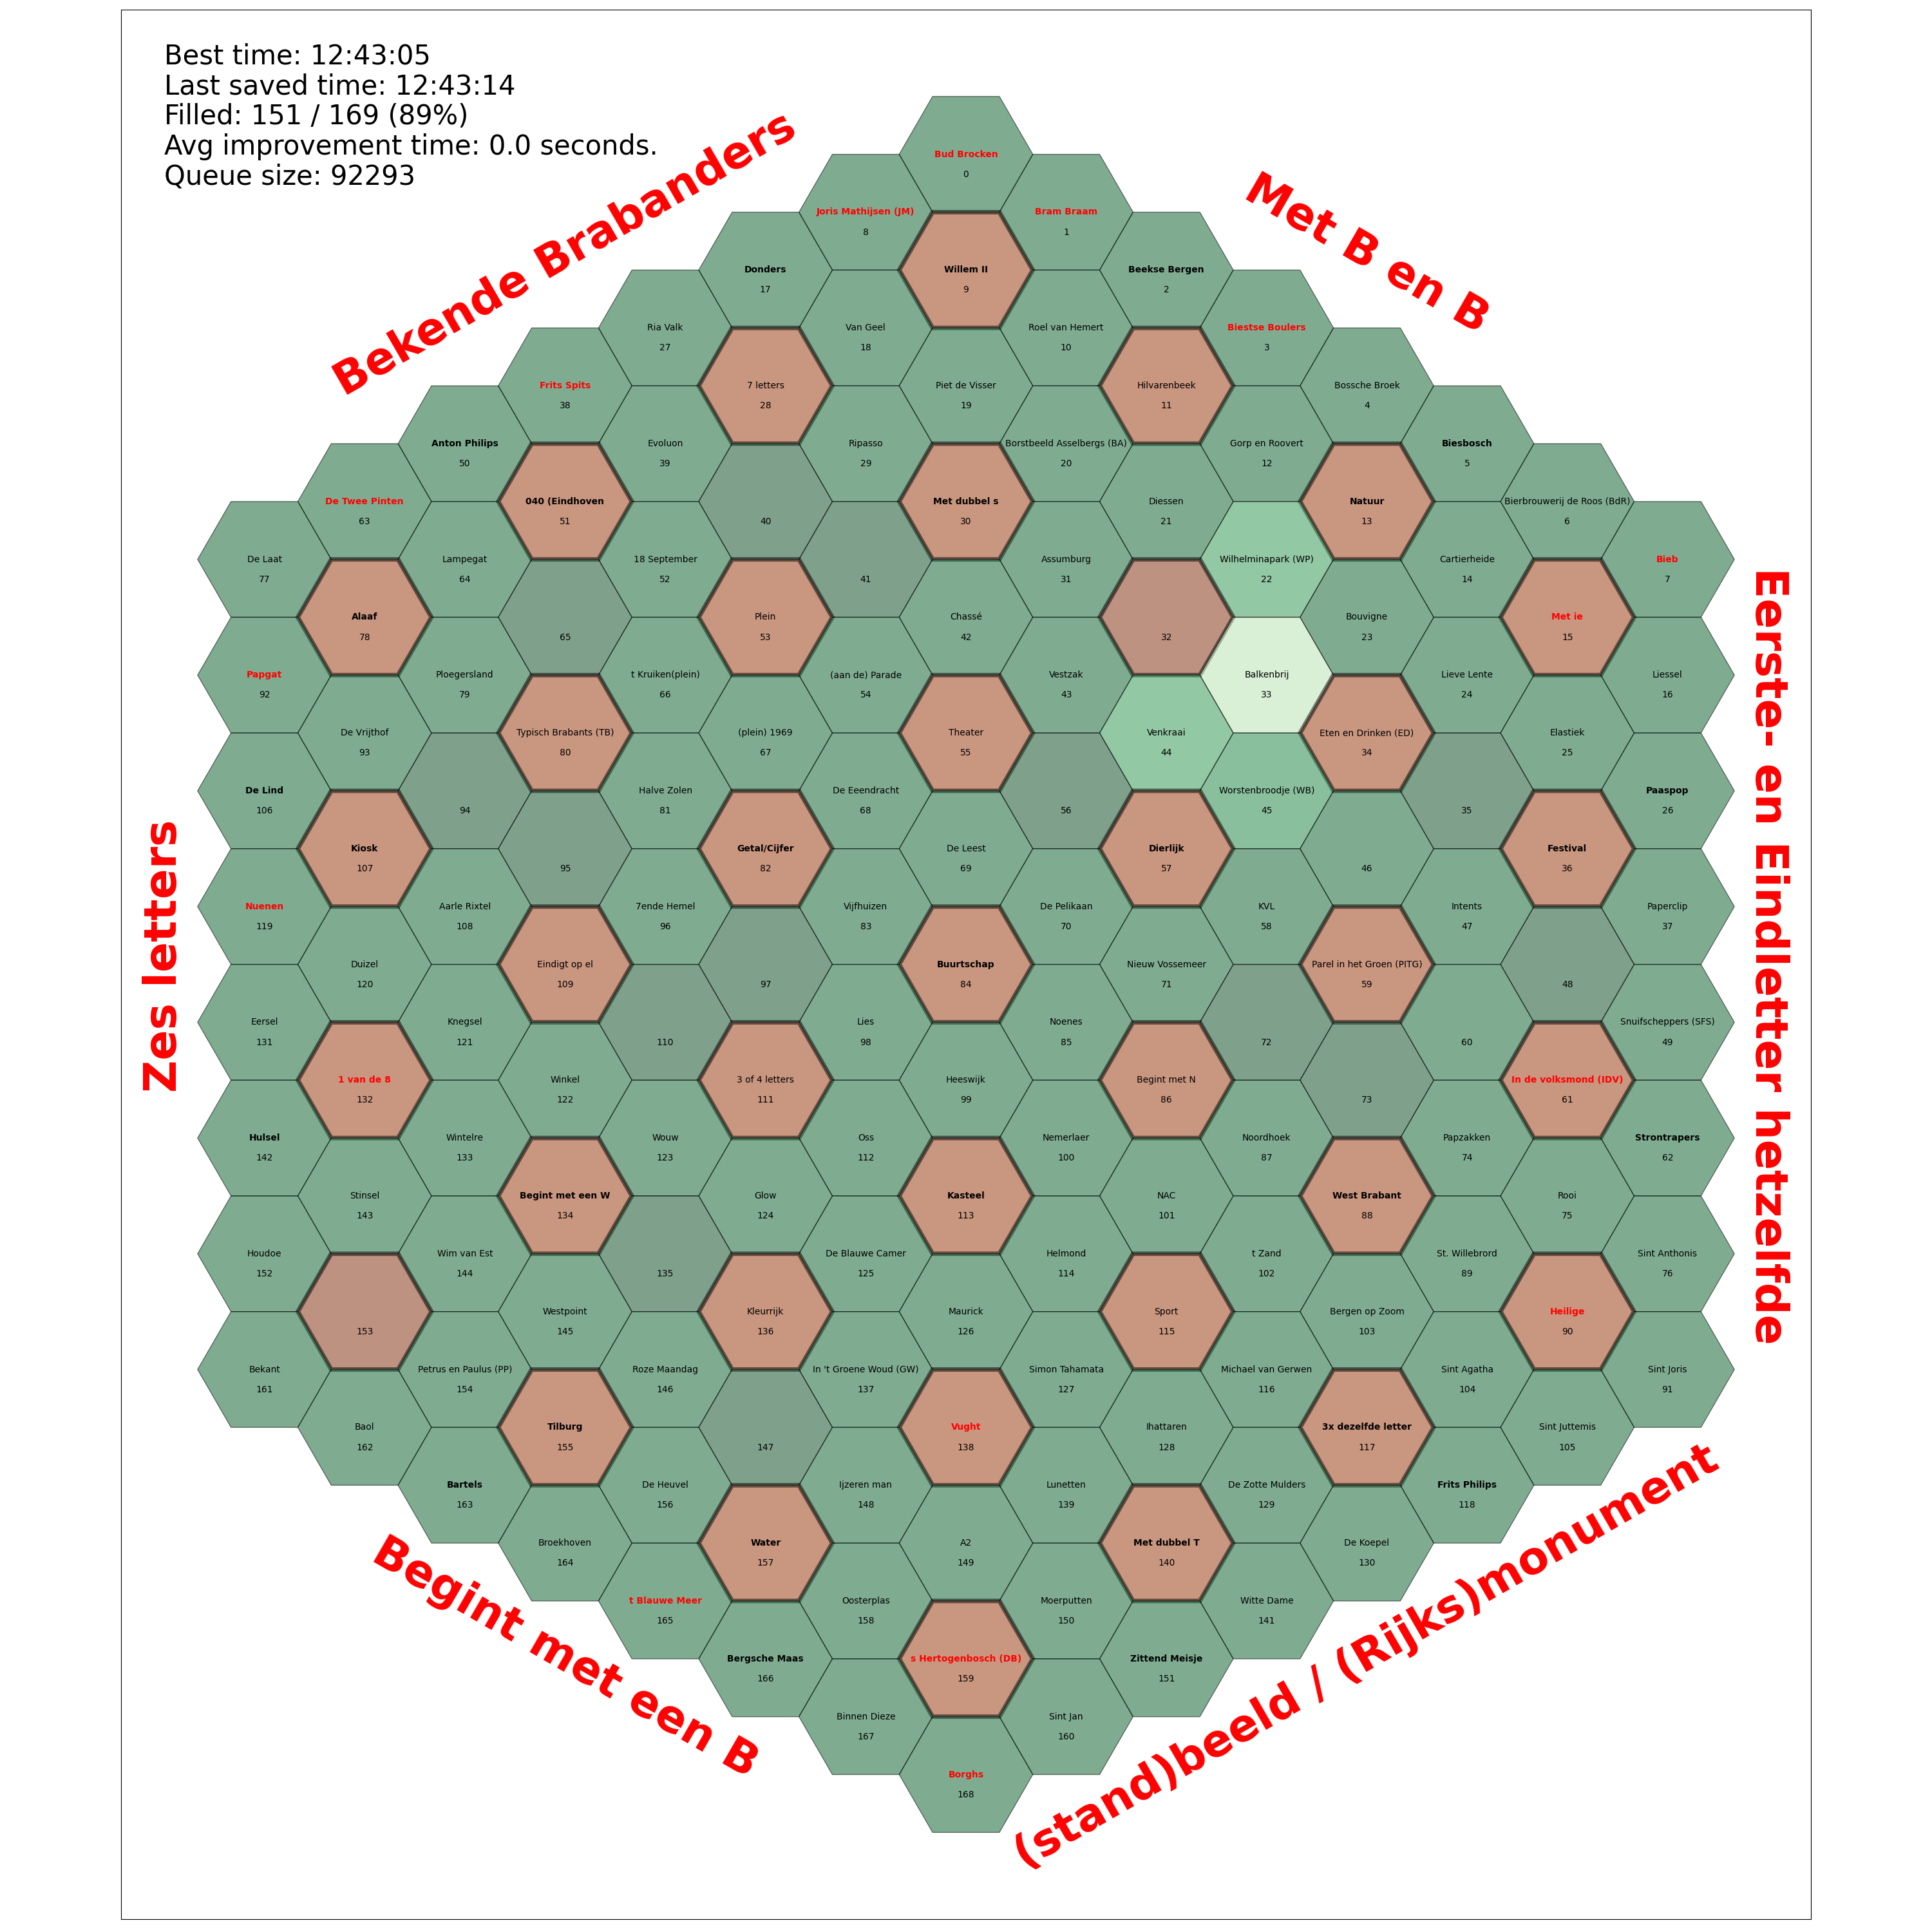 Best time: 12:43:05
Last saved time: 12:43:14
Filled: 151 / 169 (89%)
Avg improvement time: 0.0 seconds.
Queue size: 92293
Bekende Brabanders
Met B en B
Eerste- en Eindletter hetzelfde
(stand)beeld / (Rijks)monument
Begint met een B
Zes letters
Bud Brocken
0
Bram Braam
1
Beekse Bergen
2
Biestse Boulers
3
Bossche Broek
4
Biesbosch
5
Bierbrouwerij de Roos (BdR)
6
Bieb
7
Joris Mathijsen (JM)
8
Willem II
9
Roel van Hemert
10
Hilvarenbeek
11
Gorp en Roovert
12
Natuur
13
Cartierheide
14
Met ie
15
Liessel
16
Donders
17
Van Geel
18
Piet de Visser
19
Borstbeeld Asselbergs (BA)
20
Diessen
21
Wilhelminapark (WP)
22
Bouvigne
23
Lieve Lente
24
Elastiek
25
Paaspop
26
Ria Valk
27
7 letters
28
Ripasso
29
Met dubbel s
30
Assumburg
31
32
Balkenbrij
33
Eten en Drinken (ED)
34
35
Festival
36
Paperclip
37
Frits Spits
38
Evoluon
39
40
41
Chassé
42
Vestzak
43
Venkraai
44
Worstenbroodje (WB)
45
46
Intents
47
48
Snuifscheppers (SFS)
49
Anton Philips
50
040 (Eindhoven
51
18 September
52
Plein
53
(aan de) Parade
54
Theater
55
56
Dierlijk
57
KVL
58
Parel in het Groen (PITG)
59
60
In de volksmond (IDV)
61
Strontrapers
62
De Twee Pinten
63
Lampegat
64
65
t Kruiken(plein)
66
(plein) 1969
67
De Eeendracht
68
De Leest
69
De Pelikaan
70
Nieuw Vossemeer
71
72
73
Papzakken
74
Rooi
75
Sint Anthonis
76
De Laat
77
Alaaf
78
Ploegersland
79
Typisch Brabants (TB)
80
Halve Zolen
81
Getal/Cijfer
82
Vijfhuizen
83
Buurtschap
84
Noenes
85
Begint met N
86
Noordhoek
87
West Brabant
88
St. Willebrord
89
Heilige
90
Sint Joris
91
Papgat
92
De Vrijthof
93
94
95
7ende Hemel
96
97
Lies
98
Heeswijk
99
Nemerlaer
100
NAC
101
t Zand
102
Bergen op Zoom
103
Sint Agatha
104
Sint Juttemis
105
De Lind
106
Kiosk
107
Aarle Rixtel
108
Eindigt op el
109
110
3 of 4 letters
111
Oss
112
Kasteel
113
Helmond
114
Sport
115
Michael van Gerwen
116
3x dezelfde letter
117
Frits Philips
118
Nuenen
119
Duizel
120
Knegsel
121
Winkel
122
Wouw
123
Glow
124
De Blauwe Camer
125
Maurick
126
Simon Tahamata
127
Ihattaren
128
De Zotte Mulders
129
De Koepel
130
Eersel
131
1 van de 8
132
Wintelre
133
Begint met een W
134
135
Kleurrijk
136
In 't Groene Woud (GW)
137
Vught
138
Lunetten
139
Met dubbel T
140
Witte Dame
141
Hulsel
142
Stinsel
143
Wim van Est
144
Westpoint
145
Roze Maandag
146
147
Ijzeren man
148
A2
149
Moerputten
150
Zittend Meisje
151
Houdoe
152
153
Petrus en Paulus (PP)
154
Tilburg
155
De Heuvel
156
Water
157
Oosterplas
158
s Hertogenbosch (DB)
159
Sint Jan
160
Bekant
161
Baol
162
Bartels
163
Broekhoven
164
t Blauwe Meer
165
Bergsche Maas
166
Binnen Dieze
167
Borghs
168